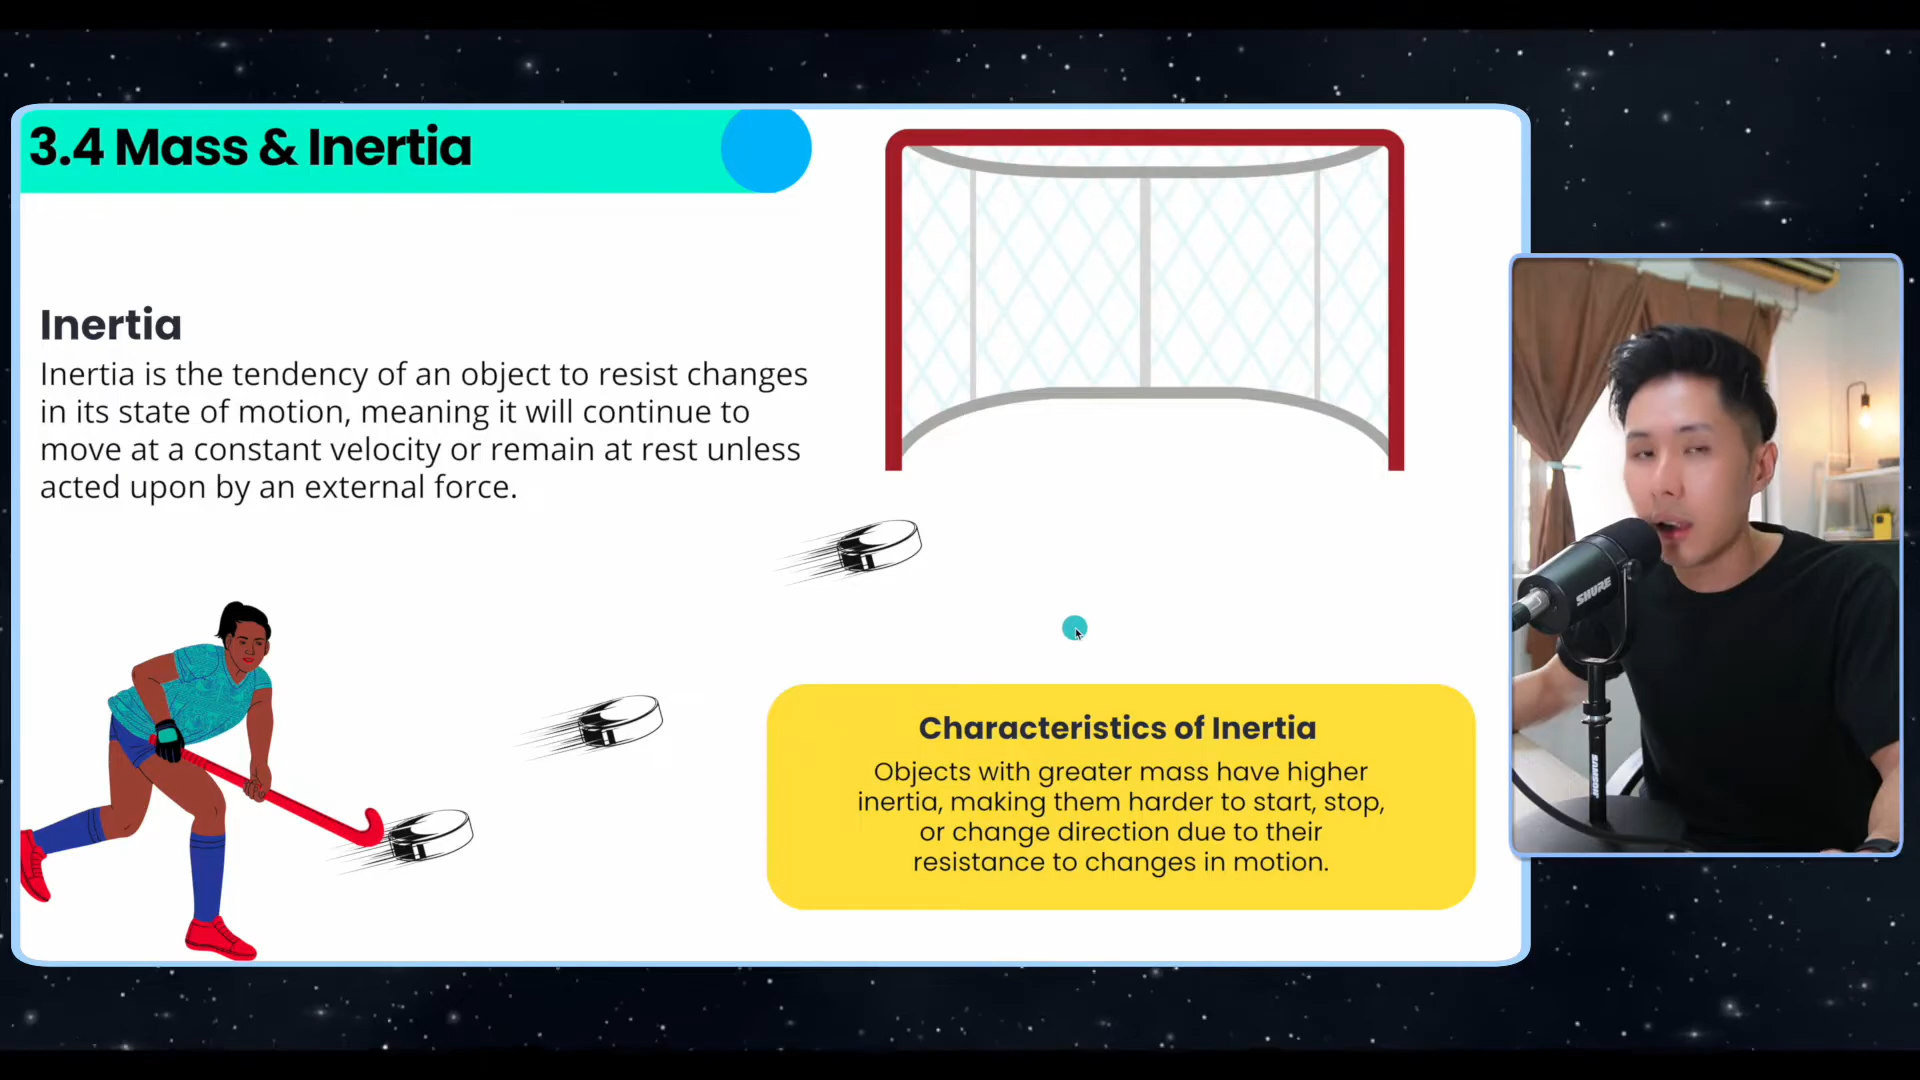 3.4 Mass & Inertia
Inertia
Inertia is the tendency of an object to resist changes
in its state of motion, meaning it will continue to
move at a constant velocity or remain at rest unless
acted upon by an external force.
Characteristics of Inertia
Objects with greater mass have higher
inertia, making them harder to start, stop,
or change direction due to their
resistance to changes in motion.
SHURE
SAMSON